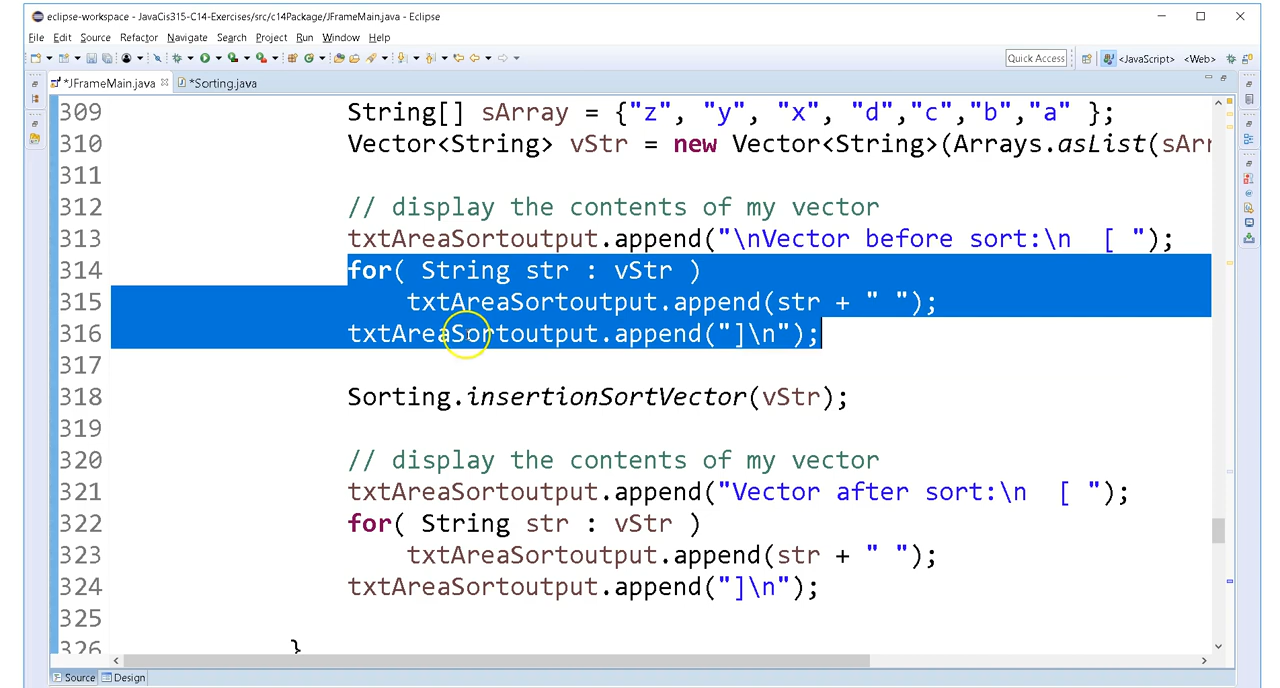 eclipse-workspace - JavaCis315-C14-Exercises/src/c14Package/JFrameMain.java - Eclipse
File Edit Source Refactor Navigate Search Project Run Window Help
Quick Access <JavaScript> <Web>
*JFrameMain.java *Sorting.java
309 String[] sArray = {"z", "y", "x", "d","c","b","a" };
310 Vector<String> vStr = new Vector<String>(Arrays.asList(sArr
311
312 // display the contents of my vector
313 txtAreaSortoutput.append("\nVector before sort:\n  [ ");
314 for( String str : vStr )
315 txtAreaSortoutput.append(str + " ");
316 txtAreaSortoutput.append("]\n");
317
318 Sorting.insertionSortVector(vStr);
319
320 // display the contents of my vector
321 txtAreaSortoutput.append("Vector after sort:\n  [ ");
322 for( String str : vStr )
323 txtAreaSortoutput.append(str + " ");
324 txtAreaSortoutput.append("]\n");
325
326 }
Source Design